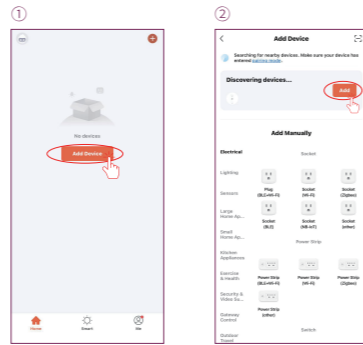 ①
No devices
Add Device
Home
Smart
Me
②
Add Device
Searching for nearby devices. Make sure your device has
entered pairing mode.
Discovering devices...
Add
Add Manually
Electrical
Socket
Lighting
Plug
(BLE+Wi-Fi)
Socket
(Wi-Fi)
Socket
(Zigbee)
Sensors
Large
Home Ap...
Socket
(BLE)
Socket
(NB-IoT)
Socket
(other)
Small
Home Ap...
Power Strip
Kitchen
Appliances
Exercise
& Health
Power Strip
(BLE+Wi-Fi)
Power Strip
(Wi-Fi)
Power Strip
(Zigbee)
Security &
Video Su...
Gateway
Control
Power Strip
(other)
Outdoor
Travel
Switch